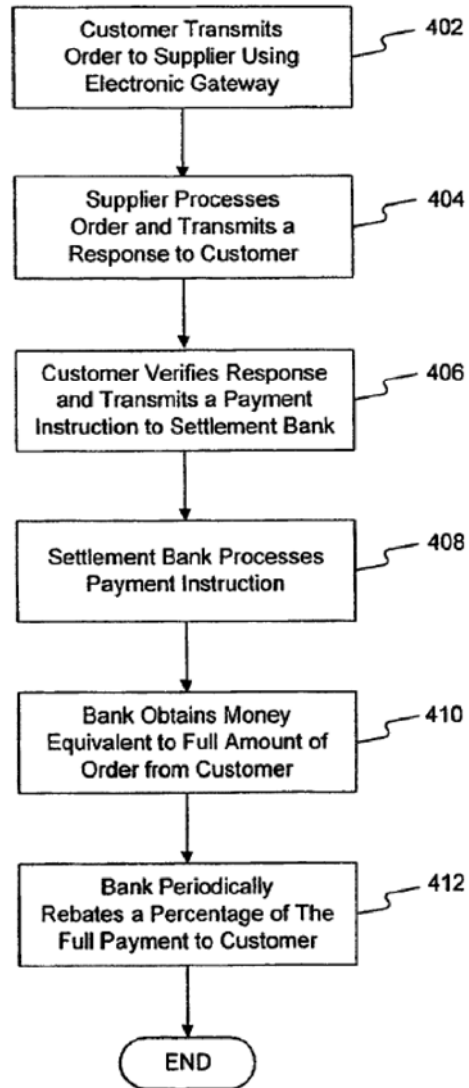 Customer Transmits
Order to Supplier Using
Electronic Gateway
402
Supplier Processes
Order and Transmits a
Response to Customer
404
Customer Verifies Response
and Transmits a Payment
Instruction to Settlement Bank
406
Settlement Bank Processes
Payment Instruction
408
Bank Obtains Money
Equivalent to Full Amount of
Order from Customer
410
Bank Periodically
Rebates a Percentage of The
Full Payment to Customer
412
END